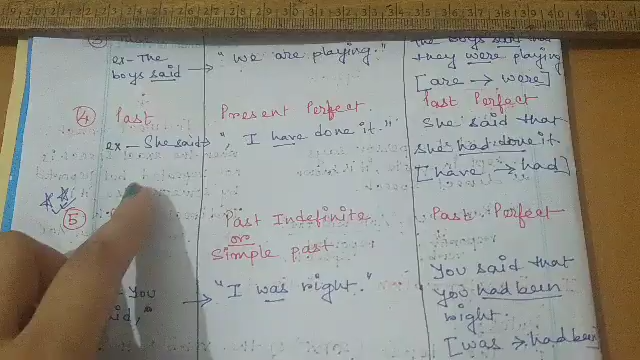 ex- The
boys said → "We are playing."
the boys said that
they were playing
[are → were]
④ Past
Present Perfect
Past Perfect
ex - She said → "I have done it."
She said that
she had done it
[have → had]
⑤
Past Indefinite
or
Simple past
Past Perfect
You → "I was right."
You said that
you had been
right.
[was → had been]